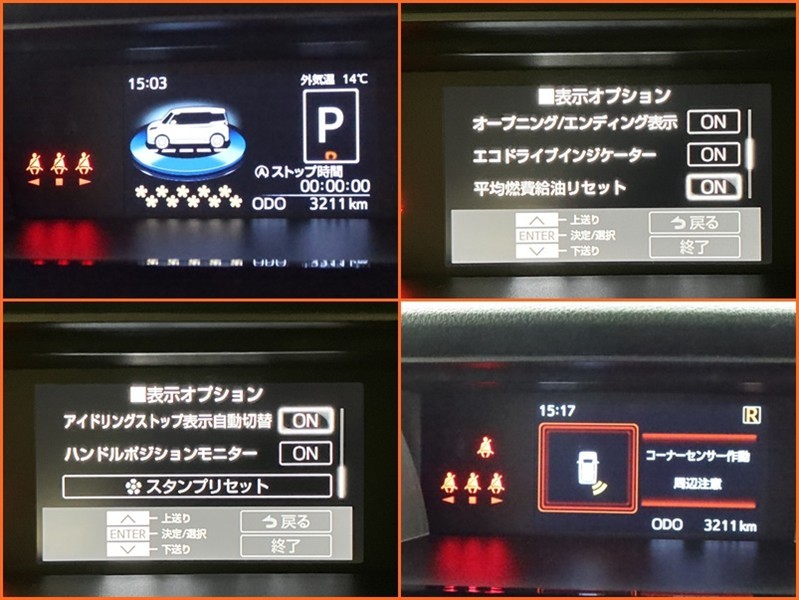 15:03
外気温 14℃
P
D
Ⓐストップ時間
00:00:00
ODO 3211km
■表示オプション
オープニング/エンディング表示 ON
エコドライブインジケーター ON
平均燃費給油リセット ON
上送り
ENTER 決定/選択
下送り
戻る
終了
■表示オプション
アイドリングストップ表示自動切替 ON
ハンドルポジションモニター ON
スタンプリセット
上送り
ENTER 決定/選択
下送り
戻る
終了
15:17
R
コーナーセンサー作動
周辺注意
ODO 3211km